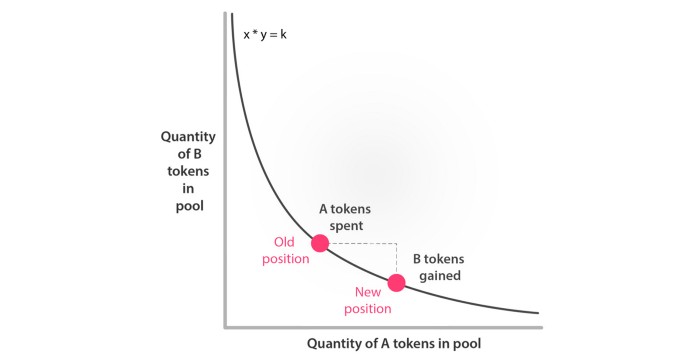 x * y = k
Quantity
of B
tokens
in
pool
A tokens
spent
Old
position
B tokens
gained
New
position
Quantity of A tokens in pool